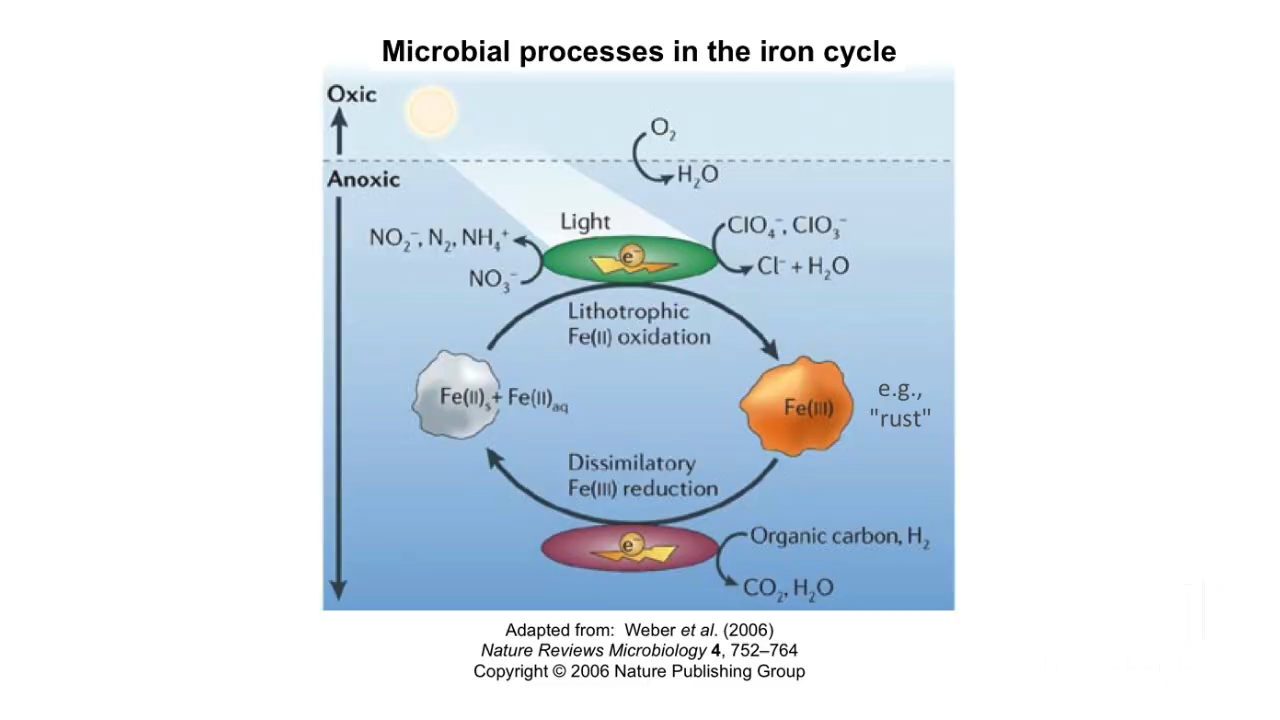 Microbial processes in the iron cycle
Oxic
O₂
Anoxic
H₂O
Light
ClO₄⁻, ClO₃⁻
NO₂⁻, N₂, NH₄⁺
Cl⁻ + H₂O
NO₃⁻
Lithotrophic
Fe(II) oxidation
Fe(II)ₛ + Fe(II)aq
Fe(III)
e.g.,
"rust"
Dissimilatory
Fe(III) reduction
e⁻
e⁻
Organic carbon, H₂
CO₂, H₂O
Adapted from: Weber et al. (2006)
Nature Reviews Microbiology 4, 752–764
Copyright © 2006 Nature Publishing Group